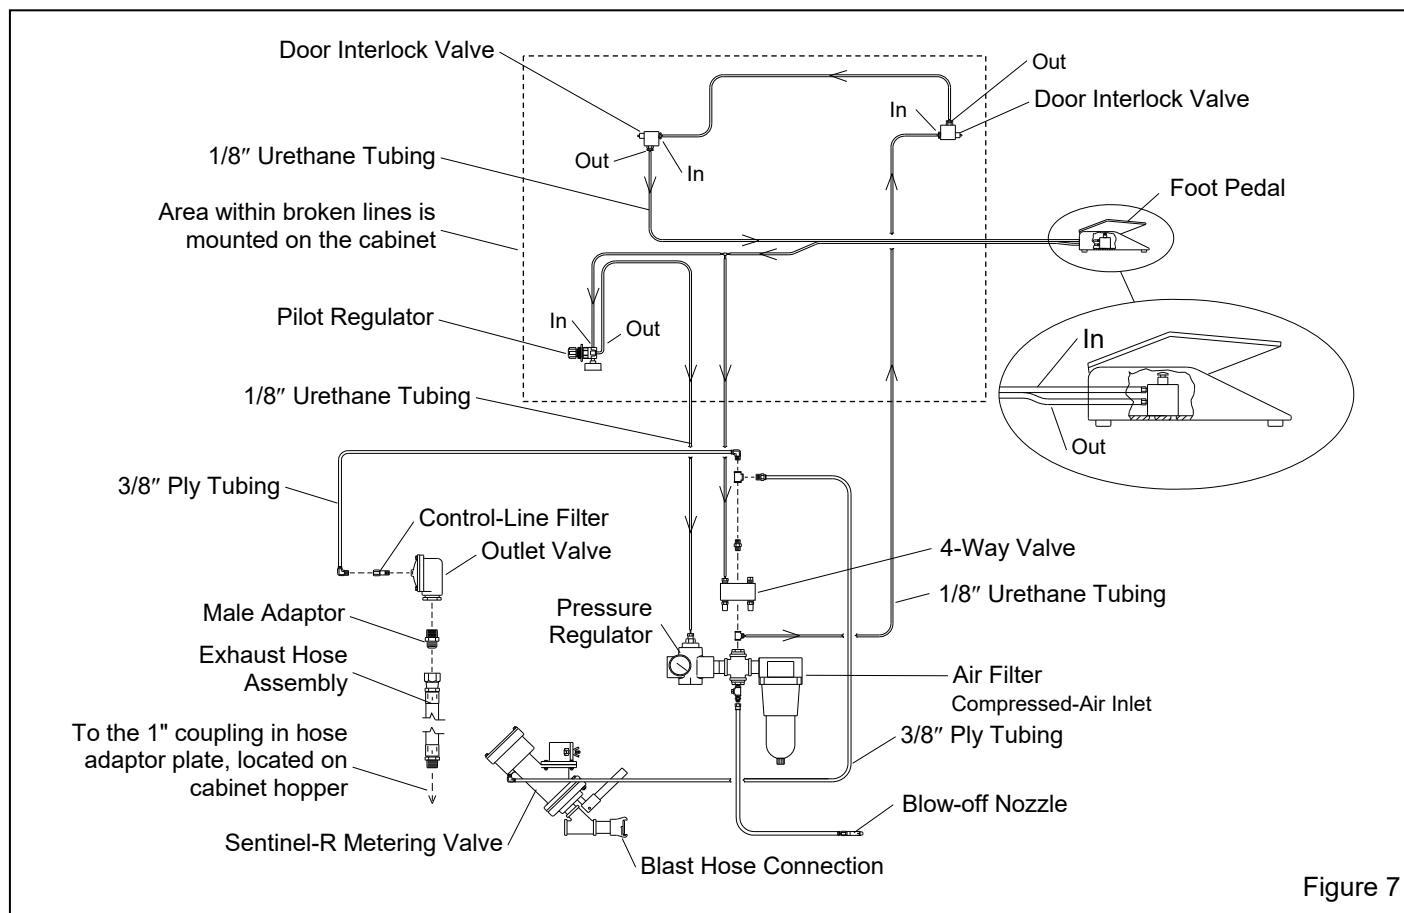 Door Interlock Valve
Out
In
Door Interlock Valve
1/8″ Urethane Tubing
Out
In
Foot Pedal
Area within broken lines is
mounted on the cabinet
Pilot Regulator
In
Out
In
Out
1/8″ Urethane Tubing
3/8″ Ply Tubing
Control-Line Filter
Outlet Valve
4-Way Valve
1/8″ Urethane Tubing
Male Adaptor
Pressure
Regulator
Exhaust Hose
Assembly
Air Filter
Compressed-Air Inlet
To the 1" coupling in hose
adaptor plate, located on
cabinet hopper
3/8″ Ply Tubing
Blow-off Nozzle
Sentinel-R Metering Valve
Blast Hose Connection
Figure 7